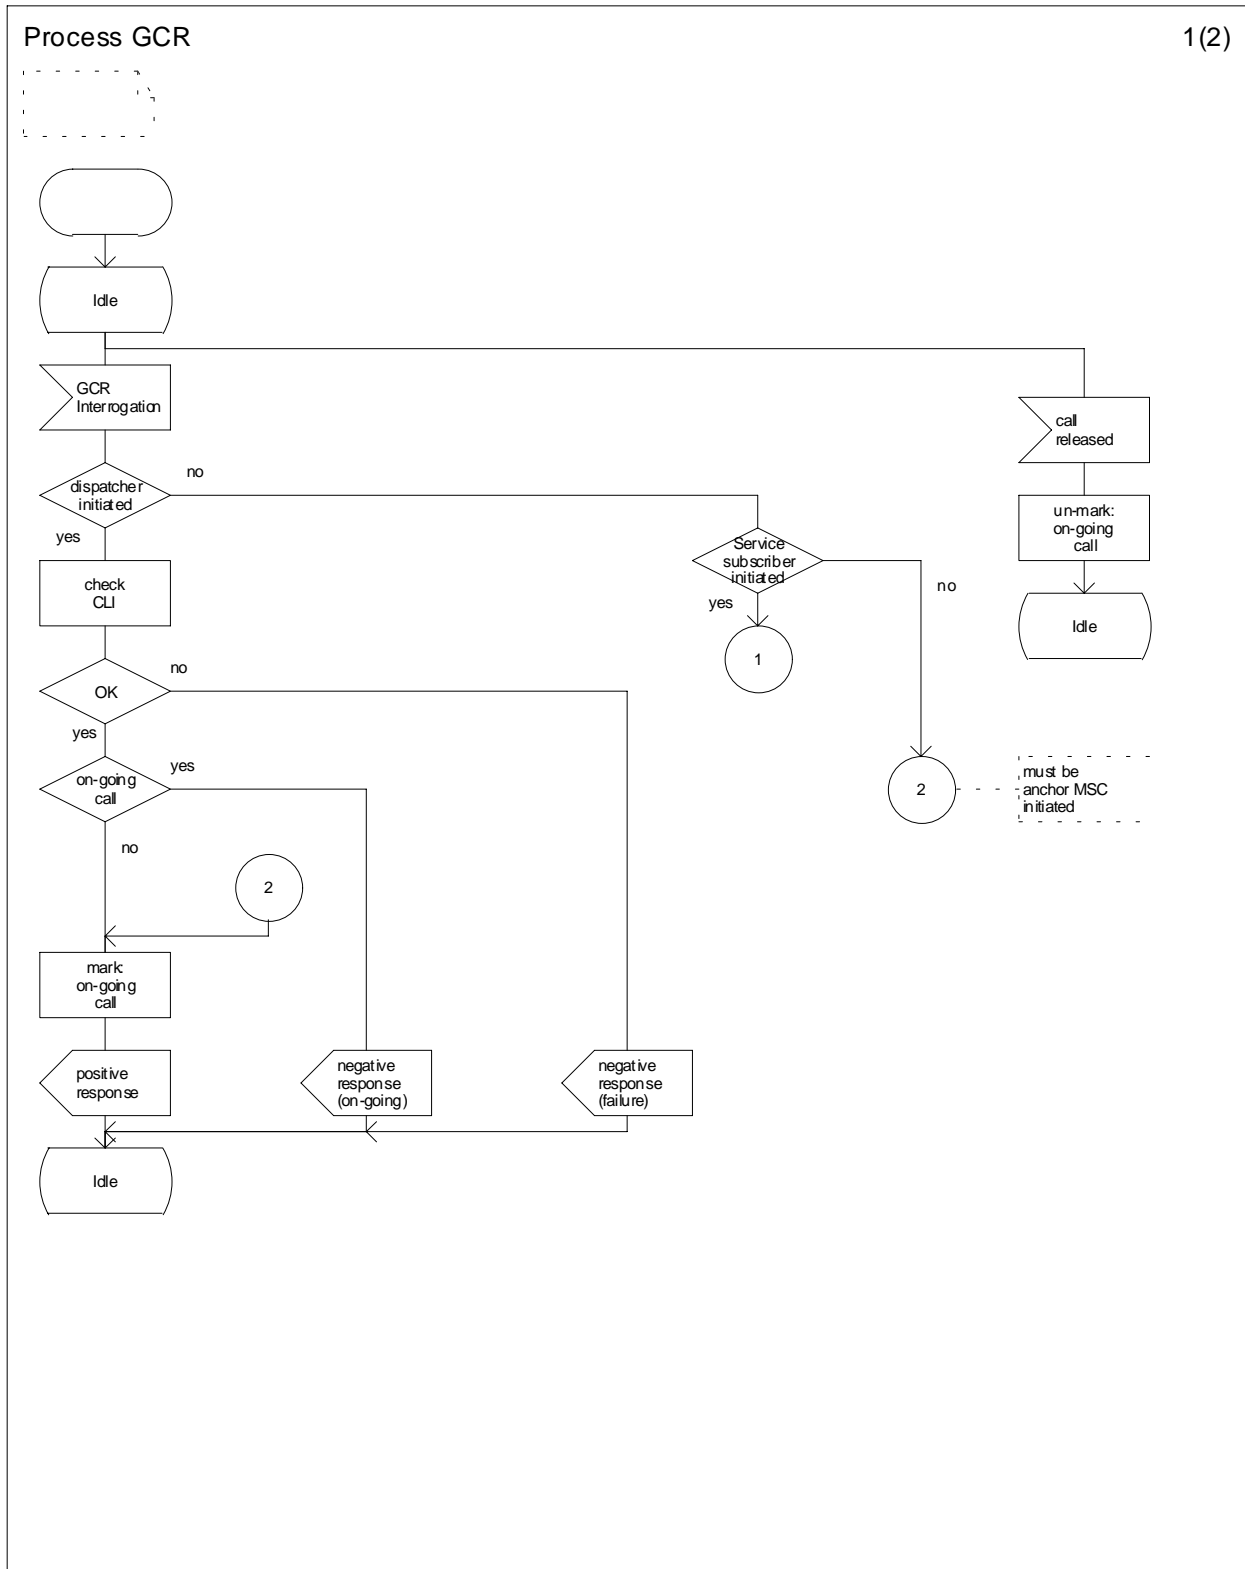 Process GCR
1(2)
Idle
GCR
Interrogation
call
released
no
dispatcher
initiated
yes
un-mark:
on-going
call
Service
subscriber
initiated
check
CLI
no
yes
Idle
1
no
OK
yes
yes
on-going
call
must be
anchor MSC
initiated
2
no
2
mark:
on-going
call
positive
response
negative
response
(on-going)
negative
response
(failure)
Idle